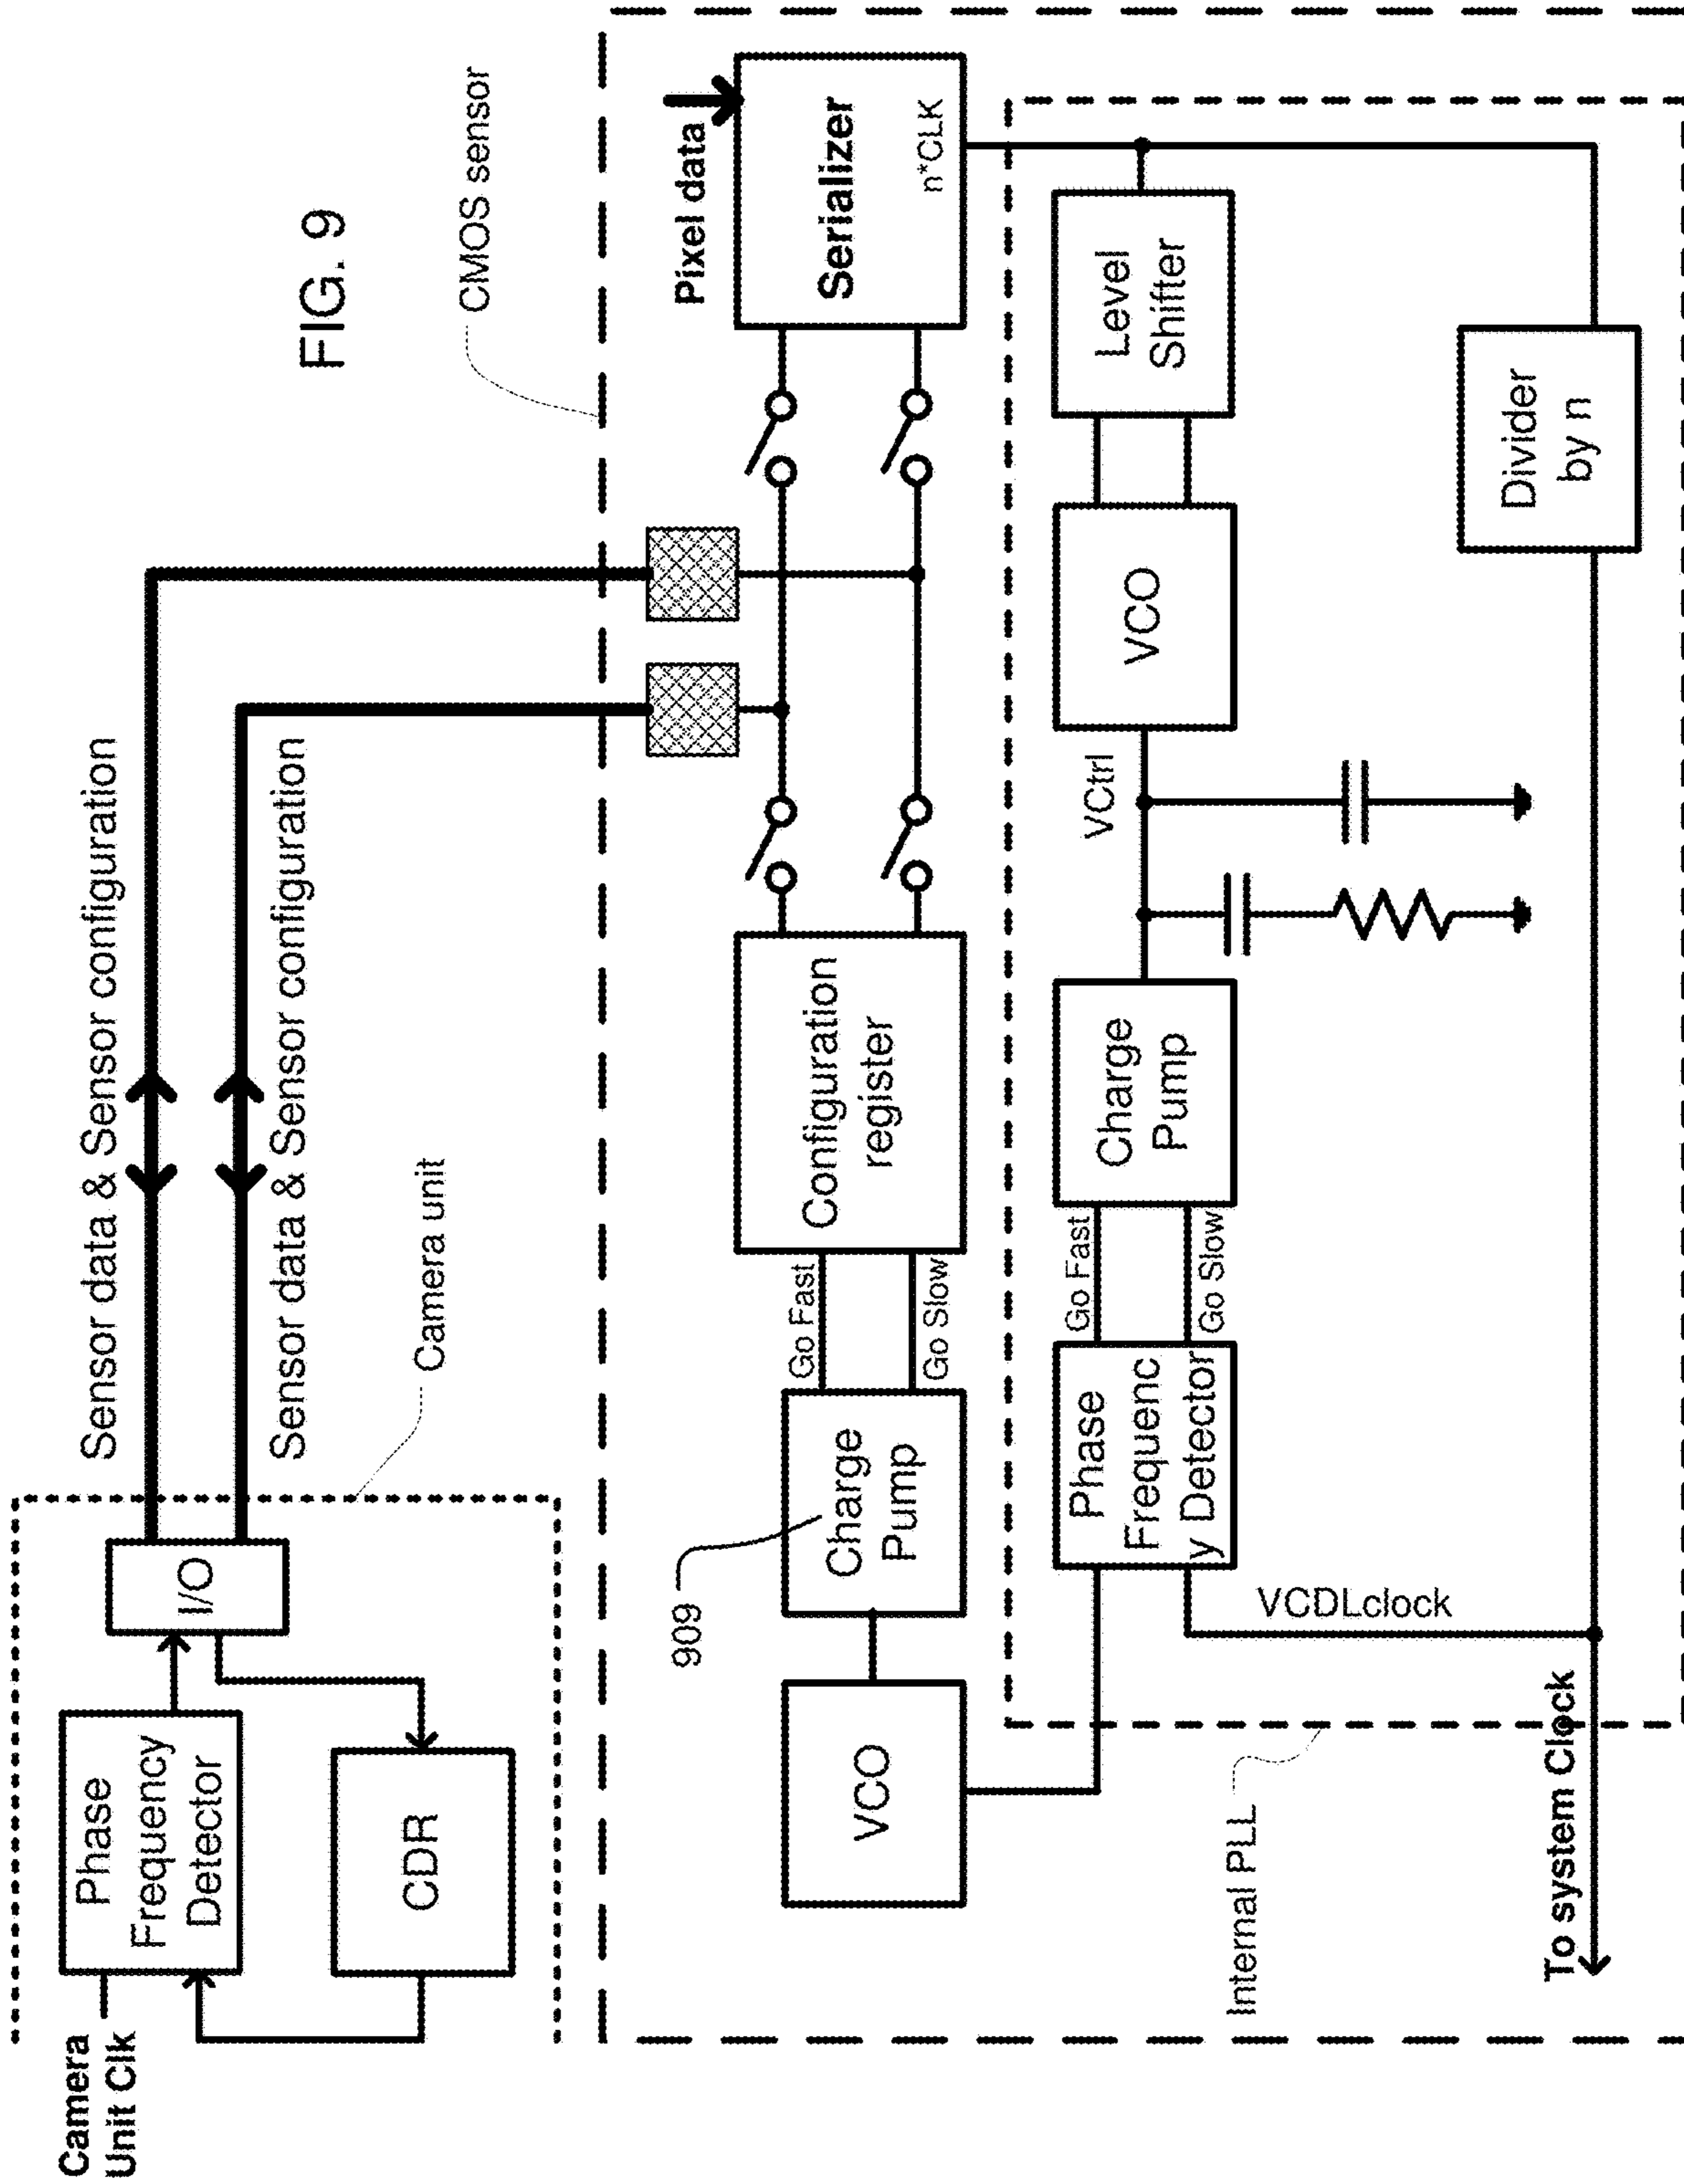 FIG. 9
Sensor data & Sensor configuration
Sensor data & Sensor configuration
Camera
Unit Clk
Phase
Frequency
Detector
I/O
CDR
Camera unit
CMOS sensor
Pixel data
Serializer
n*CLK
Configuration
register
Go Fast
Go Slow
Charge
Pump
909
VCO
Internal PLL
Phase
Frequenc
y Detector
Go Fast
Go Slow
Charge
Pump
VCtrl
VCO
Level
Shifter
VCDLclock
Divider
by n
To system Clock